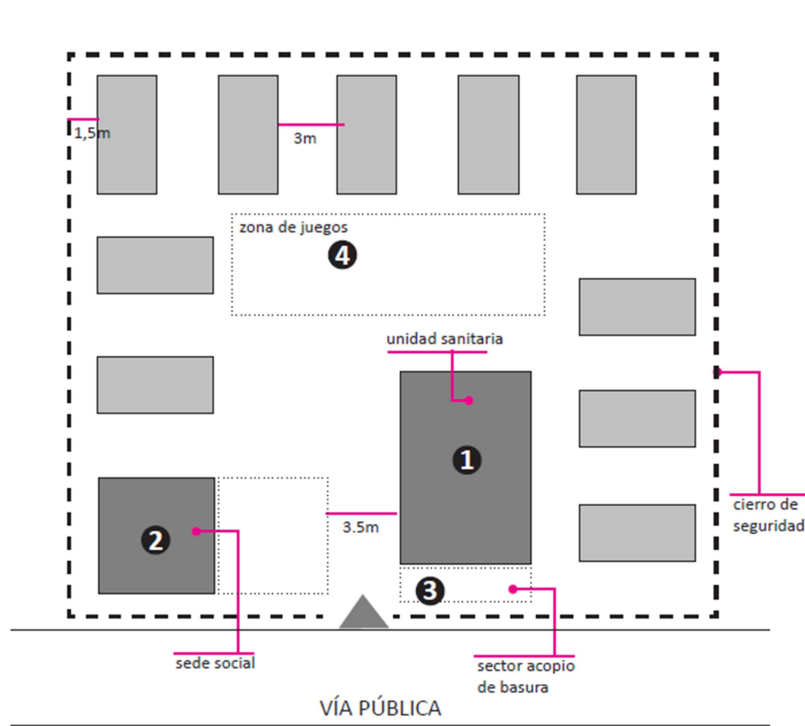 1,5m
3m
zona de juegos
4
unidad sanitaria
1
cierro de
seguridad
2
3.5m
3
sede social
sector acopio
de basura
VÍA PÚBLICA